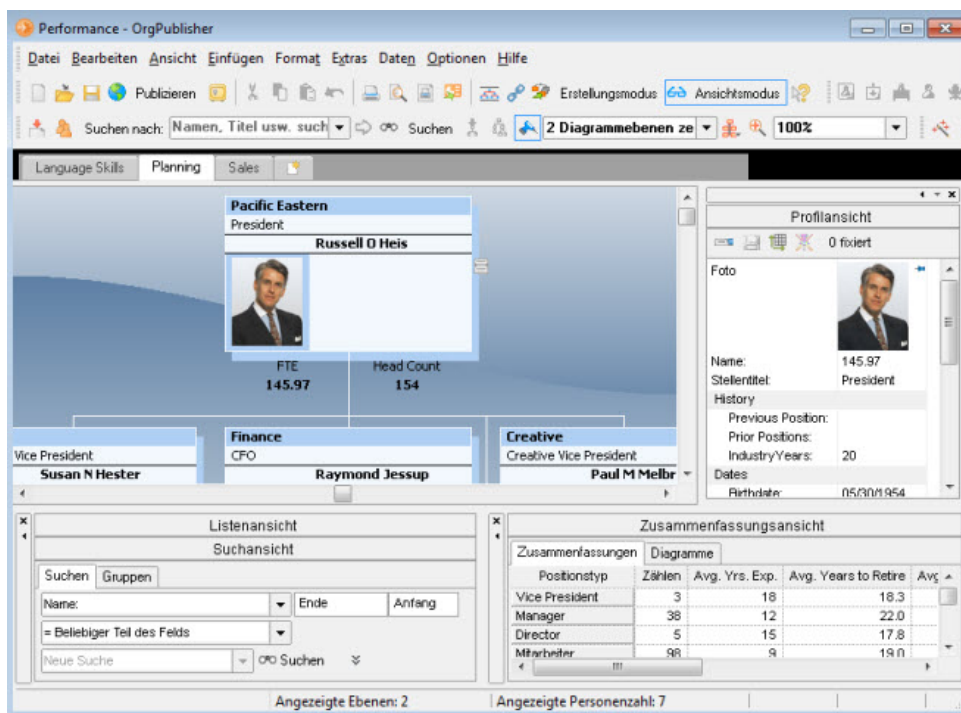 Performance - OrgPublisher
Datei Bearbeiten Ansicht Einfügen Format Extras Daten Optionen Hilfe
Publizieren Erstellungsmodus Ansichtsmodus
Suchen nach: Namen, Titel usw. such Suchen 2 Diagrammebenen ze 100%
Language Skills Planning Sales
Pacific Eastern
President
Russell O Heis
FTE Head Count
145.97 154
Vice President
Susan N Hester
Finance
CFO
Raymond Jessup
Creative
Creative Vice President
Paul M Melbr
Profilansicht
0 fixiert
Foto
Name: 145.97
Stellentitel: President
History
Previous Position:
Prior Positions:
IndustryYears: 20
Dates
Birthdate: 05/30/1954
Listenansicht
Suchansicht
Suchen Gruppen
Name: Ende Anfang
= Beliebiger Teil des Felds
Neue Suche Suchen
Zusammenfassungsansicht
Zusammenfassungen Diagramme
Positionstyp Zählen Avg. Yrs. Exp. Avg. Years to Retire Avg
Vice President 3 18 18.3
Manager 38 12 22.0
Director 5 15 17.8
Mitarbeiter 98 9 19.0
Angezeigte Ebenen: 2 Angezeigte Personenzahl: 7